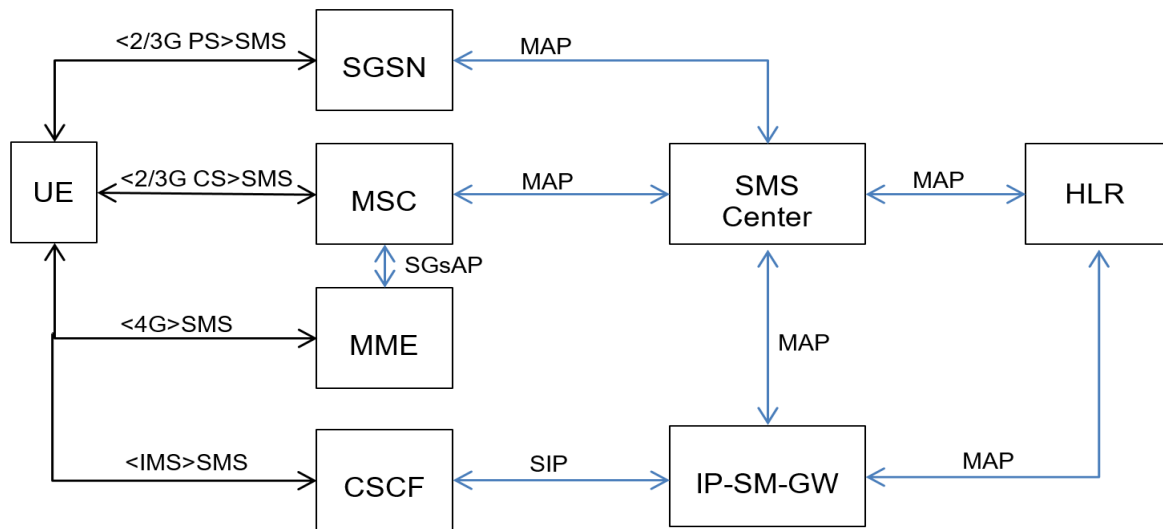 <2/3G PS>SMS
MAP
SGSN
<2/3G CS>SMS
MAP
MAP
UE
MSC
SMS
Center
HLR
SGsAP
<4G>SMS
MME
MAP
<IMS>SMS
SIP
MAP
CSCF
IP-SM-GW